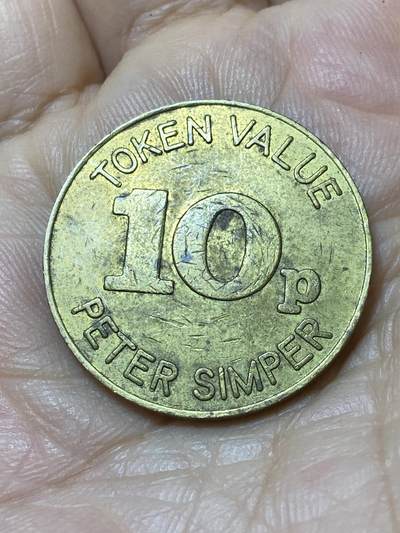 TOKEN VALUE
10p
PETER SIMPER